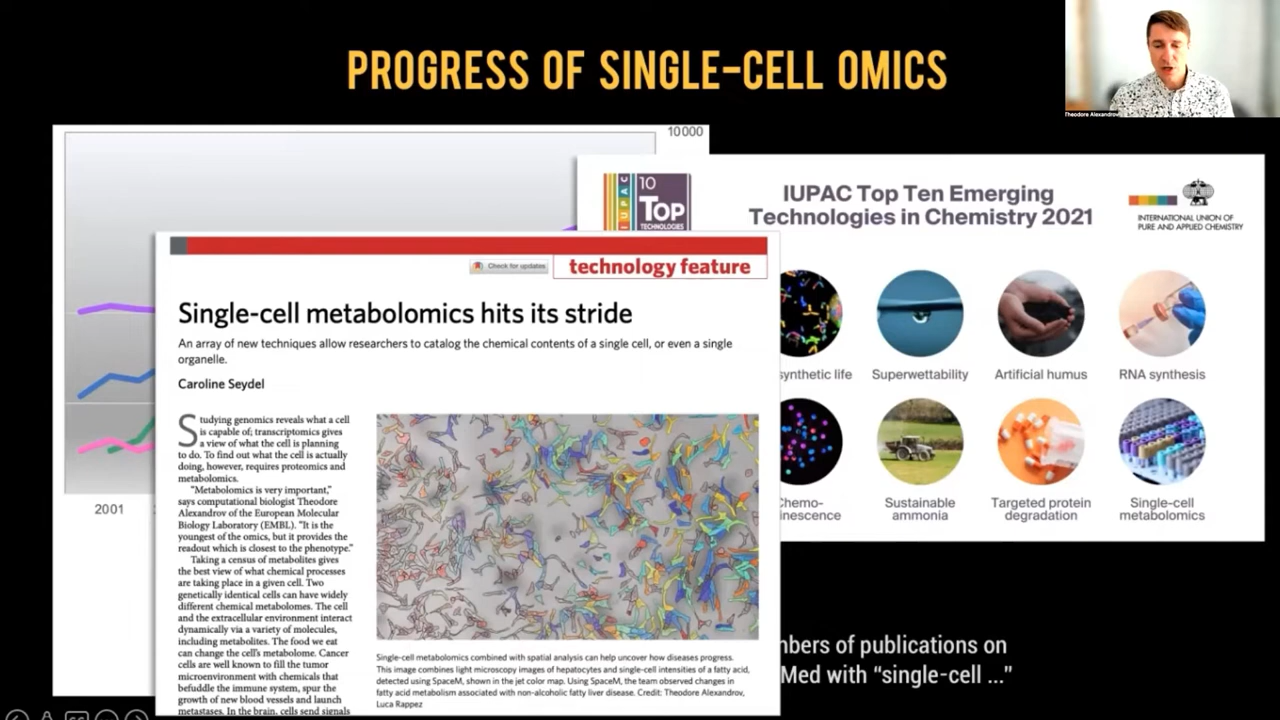 PROGRESS OF SINGLE-CELL OMICS
Theodore Alexandrov
10000
2001
IUPAC
10
TOP
TECHNOLOGIES
IUPAC Top Ten Emerging
Technologies in Chemistry 2021
INTERNATIONAL UNION OF
PURE AND APPLIED CHEMISTRY
synthetic life
Superwettability
Artificial humus
RNA synthesis
Chemo-
inescence
Sustainable
ammonia
Targeted protein
degradation
Single-cell
metabolomics
Check for updates
technology feature
Single-cell metabolomics hits its stride
An array of new techniques allow researchers to catalog the chemical contents of a single cell, or even a single
organelle.
Caroline Seydel
Studying genomics reveals what a cell
is capable of; transcriptomics gives
a view of what the cell is planning
to do. To find out what the cell is actually
doing, however, requires proteomics and
metabolomics.
“Metabolomics is very important,”
says computational biologist Theodore
Alexandrov of the European Molecular
Biology Laboratory (EMBL). “It is the
youngest of the omics, but it provides the
readout which is closest to the phenotype.”
Taking a census of metabolites gives
the best view of what chemical processes
are taking place in a given cell. Two
genetically identical cells can have widely
different chemical metabolomes. The cell
and the extracellular environment interact
dynamically via a variety of molecules,
including metabolites. The food we eat
can change the cell’s metabolome. Cancer
cells are well known to fill the tumor
microenvironment with chemicals that
befuddle the immune system, spur the
growth of new blood vessels and launch
metastases. In the brain, cells send signals
Single-cell metabolomics combined with spatial analysis can help uncover how diseases progress.
This image combines light microscopy images of hepatocytes and single-cell intensities of a fatty acid,
detected using SpaceM, shown in the jet color map. Using SpaceM, the team observed changes in
fatty acid metabolism associated with non-alcoholic fatty liver disease. Credit: Theodore Alexandrov,
Luca Rappez
mbers of publications on
Med with “single-cell ...”